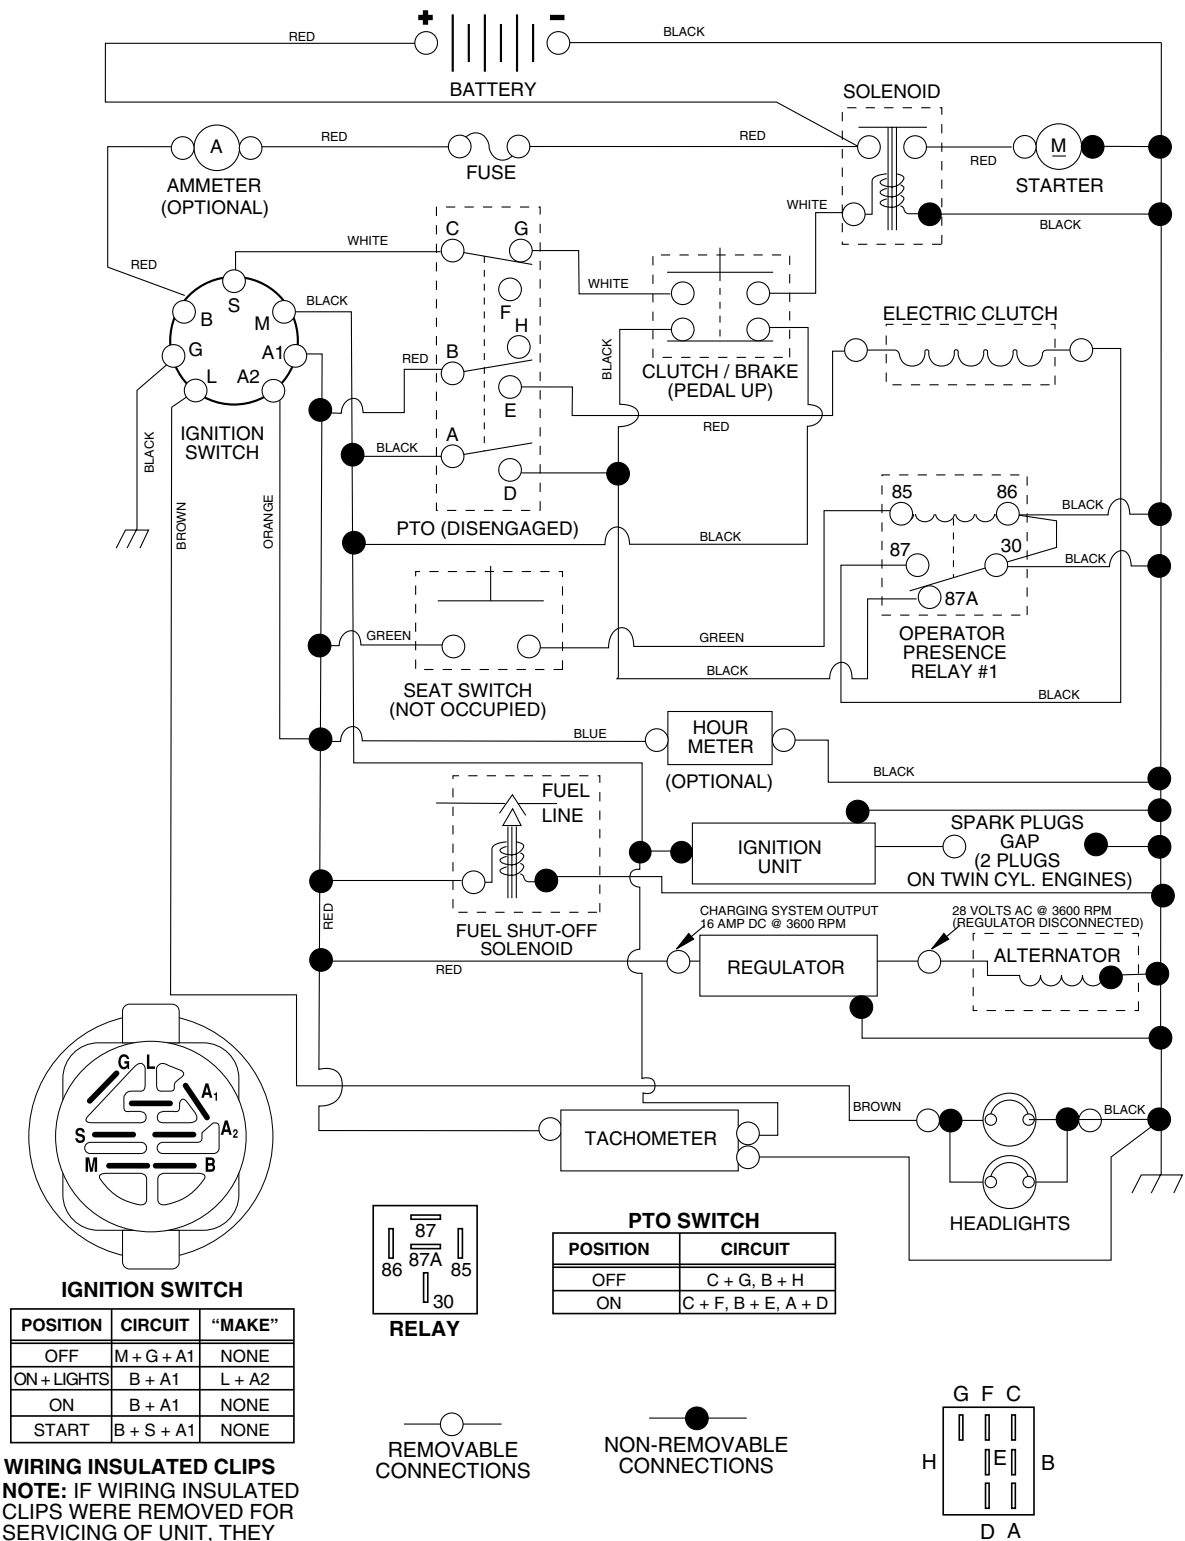 + −
RED
BLACK
BATTERY
SOLENOID
A
RED
RED
RED
M
AMMETER
(OPTIONAL)
FUSE
STARTER
WHITE
BLACK
C
G
WHITE
RED
WHITE
F
S
B
M
BLACK
ELECTRIC CLUTCH
H
G
A1
B
RED
BLACK
CLUTCH / BRAKE
(PEDAL UP)
L
A2
E
RED
IGNITION
SWITCH
BLACK
A
BLACK
D
85
86
BLACK
BROWN
ORANGE
PTO (DISENGAGED)
BLACK
87
30
BLACK
87A
GREEN
GREEN
OPERATOR
PRESENCE
RELAY #1
BLACK
SEAT SWITCH
(NOT OCCUPIED)
BLACK
BLUE
HOUR
METER
(OPTIONAL)
BLACK
FUEL
LINE
IGNITION
UNIT
SPARK PLUGS
GAP
(2 PLUGS
ON TWIN CYL. ENGINES)
RED
FUEL SHUT-OFF
SOLENOID
CHARGING SYSTEM OUTPUT
16 AMP DC @ 3600 RPM
28 VOLTS AC @ 3600 RPM
(REGULATOR DISCONNECTED)
RED
REGULATOR
ALTERNATOR
G L
A1
S
A2
M
B
BROWN
BLACK
TACHOMETER
HEADLIGHTS
IGNITION SWITCH
POSITION CIRCUIT “MAKE”
OFF M + G + A1 NONE
ON + LIGHTS B + A1 L + A2
ON B + A1 NONE
START B + S + A1 NONE
87
86 87A 85
30
RELAY
PTO SWITCH
POSITION CIRCUIT
OFF C + G, B + H
ON C + F, B + E, A + D
WIRING INSULATED CLIPS
NOTE: IF WIRING INSULATED
CLIPS WERE REMOVED FOR
SERVICING OF UNIT, THEY
REMOVABLE
CONNECTIONS
NON-REMOVABLE
CONNECTIONS
G F C
H E B
D A